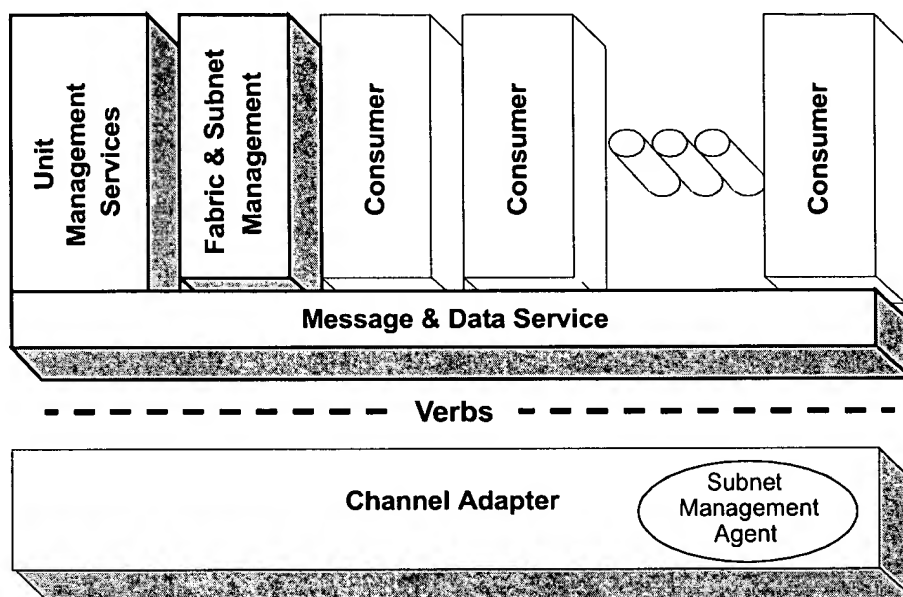 Unit
Management
Services
Fabric & Subnet
Management
Consumer
Consumer
Consumer
Message & Data Service
Verbs
Channel Adapter
Subnet
Management
Agent